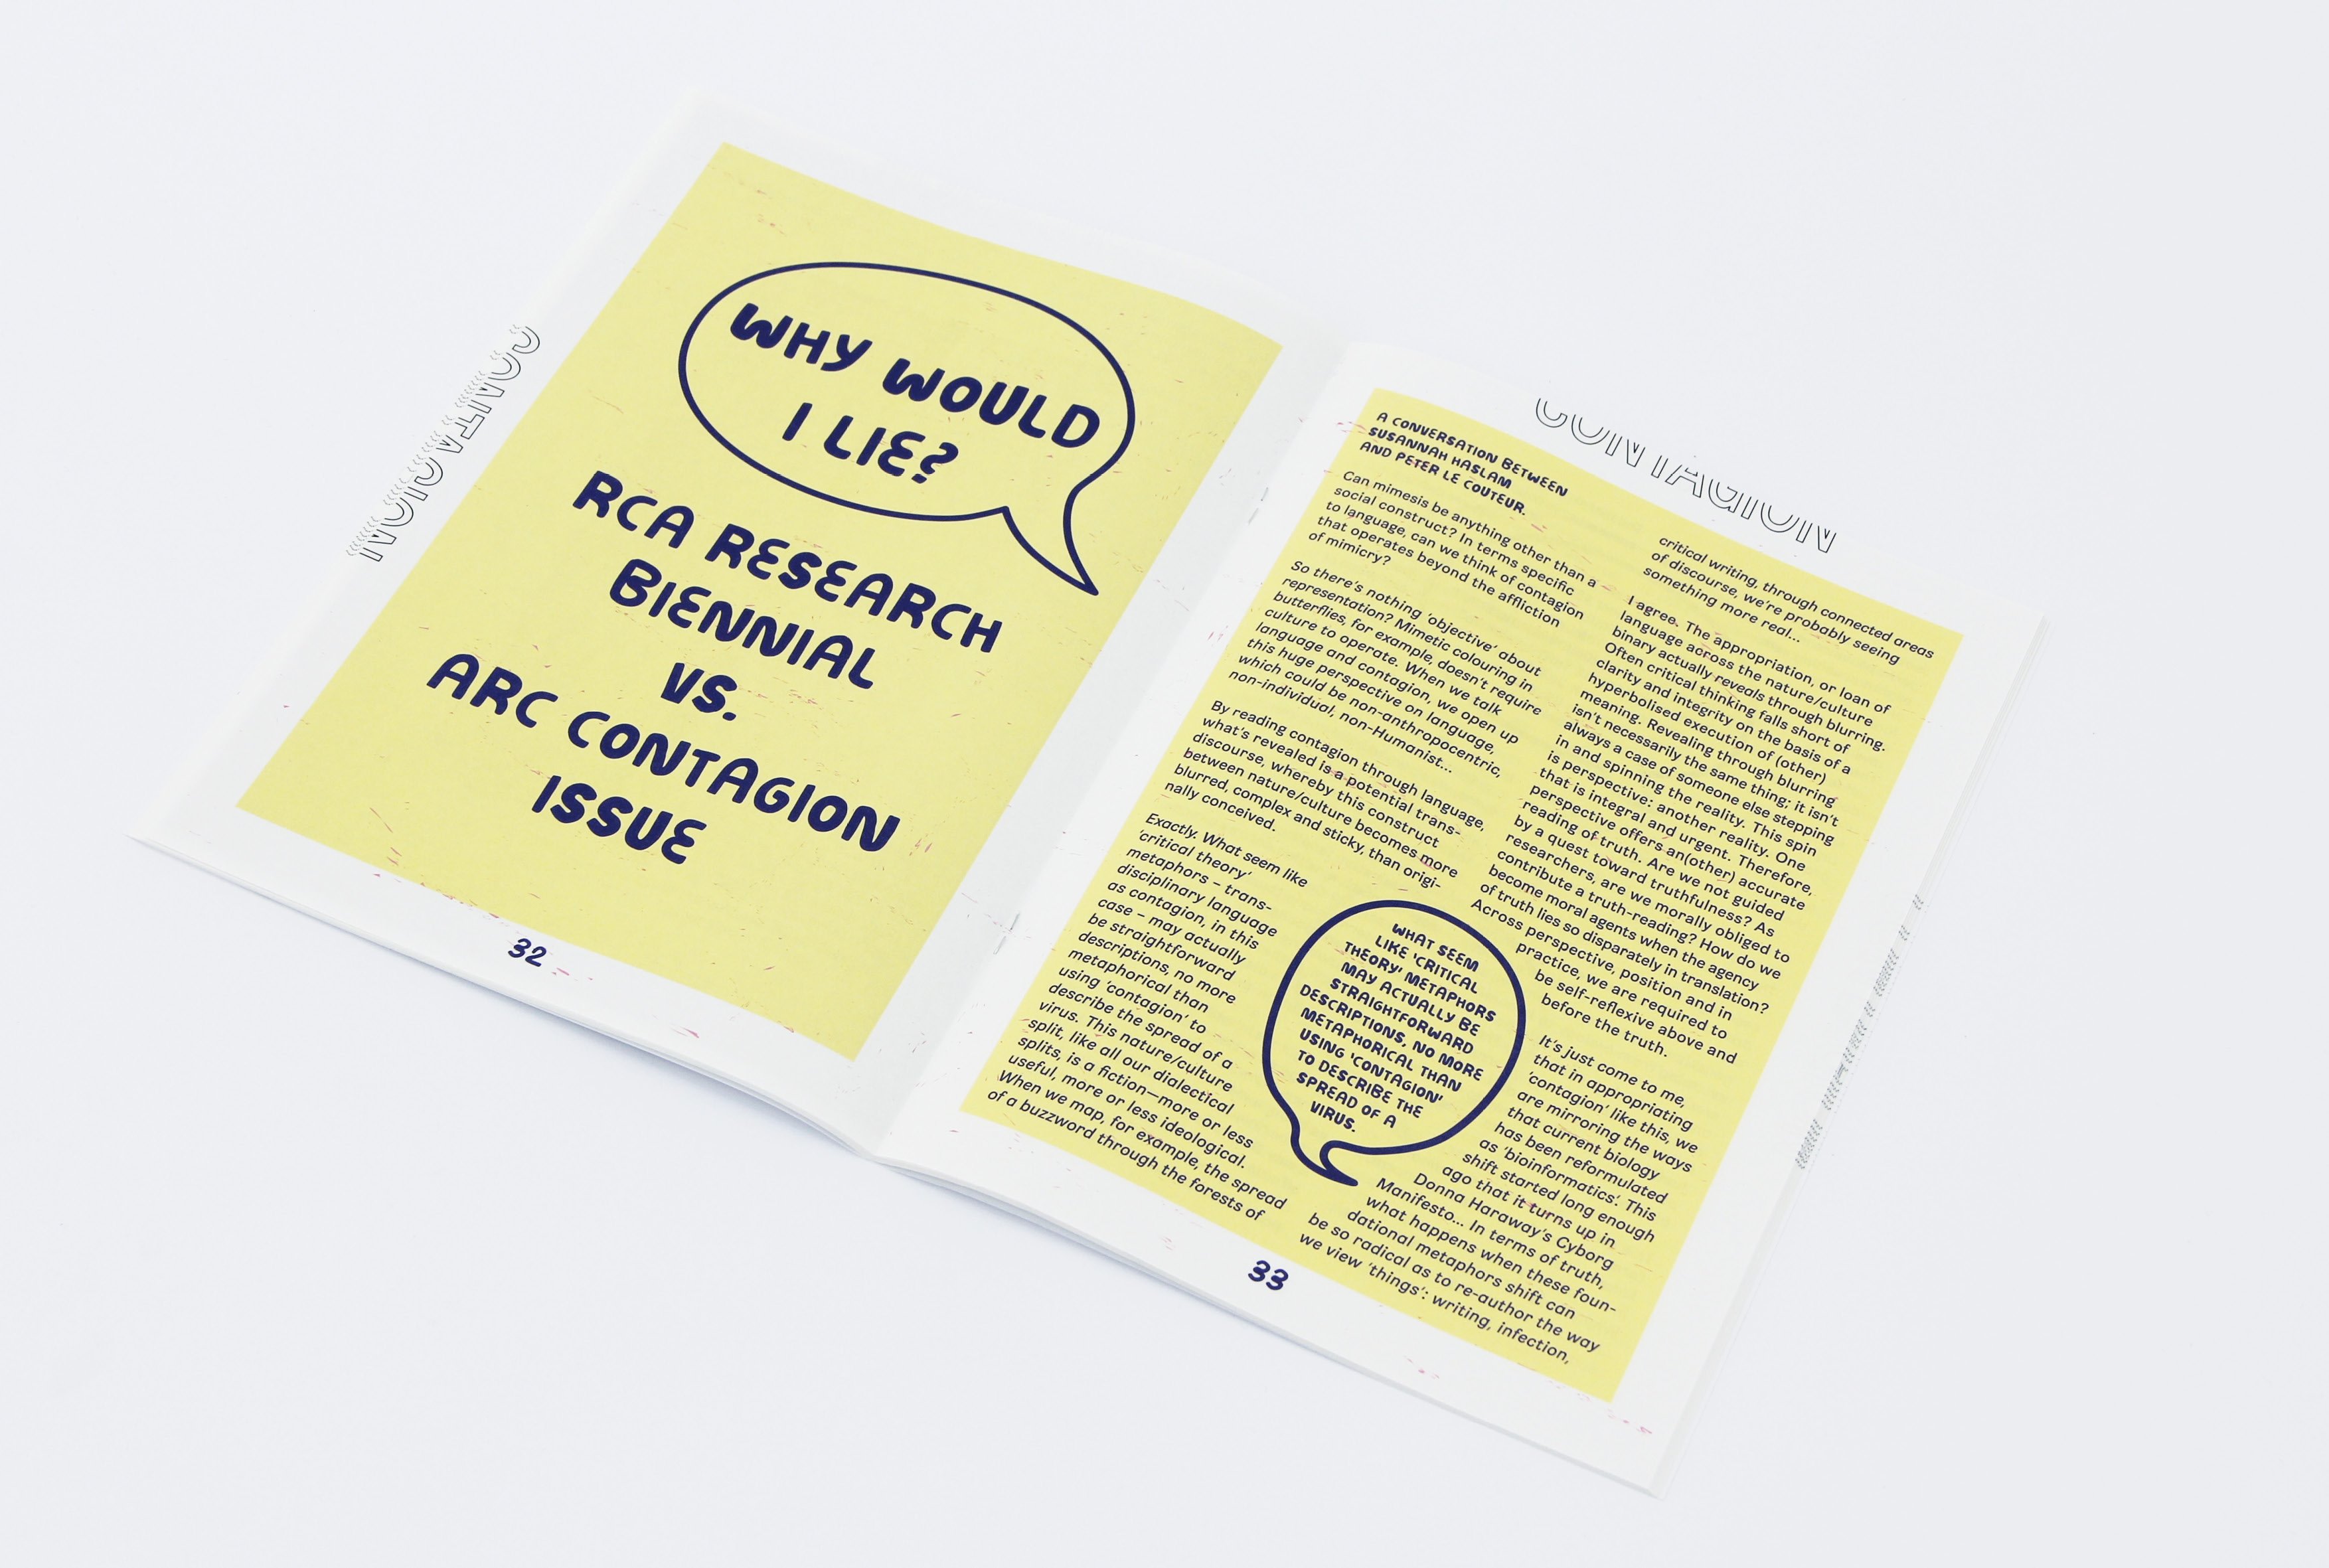 CONTAGION
WHY WOULD
I LIE?
RCA RESEARCH
BIENNIAL
VS.
ARC CONTAGION
ISSUE
32
CONTAGION
A CONVERSATION BETWEEN
SUSANNAH HASLAM
AND PETER LE COUTEUR.
Can mimesis be anything other than a
social construct? In terms specific
to language, can we think of contagion
that operates beyond the affliction
of mimicry?
So there's nothing 'objective' about
representation? Mimetic colouring in
butterflies, for example, doesn't require
culture to operate. When we talk
language and contagion, we open up
this huge perspective on language,
which could be non-anthropocentric,
non-individual, non-Humanist...
By reading contagion through language,
what's revealed is a potential trans-
discourse, whereby this construct
between nature/culture becomes more
blurred, complex and sticky, than origi-
nally conceived.
Exactly. What seem like
'critical theory'
metaphors – trans-
disciplinary language
as contagion, in this
case – may actually
be straightforward
descriptions, no more
metaphorical than
using 'contagion' to
describe the spread of a
virus. This nature/culture
split, like all our dialectical
splits, is a fiction—more or less
useful, more or less ideological.
When we map, for example, the spread
of a buzzword through the forests of
WHAT SEEM
LIKE 'CRITICAL
THEORY' METAPHORS
MAY ACTUALLY BE
STRAIGHTFORWARD
DESCRIPTIONS, NO MORE
METAPHORICAL THAN
USING 'CONTAGION'
TO DESCRIBE THE
SPREAD OF A
VIRUS.
critical writing, through connected areas
of discourse, we're probably seeing
something more real...
I agree. The appropriation, or loan of
language across the nature/culture
binary actually reveals through blurring.
Often critical thinking falls short of
clarity and integrity on the basis of a
hyperbolised execution of (other)
meaning. Revealing through blurring
isn't necessarily the same thing; it isn't
always a case of someone else stepping
in and spinning the reality. This spin
is perspective: another reality. One
that is integral and urgent. Therefore,
perspective offers an(other) accurate
reading of truth. Are we not guided
by a quest toward truthfulness? As
researchers, are we morally obliged to
contribute a truth-reading? How do we
become moral agents when the agency
of truth lies so disparately in translation?
Across perspective, position and in
practice, we are required to
be self-reflexive above and
before the truth.
It's just come to me,
that in appropriating
'contagion' like this, we
are mirroring the ways
that current biology
has been reformulated
as 'bioinformatics'. This
shift started long enough
ago that it turns up in
Donna Haraway's Cyborg
Manifesto... In terms of truth,
what happens when these foun-
dational metaphors shift can
be so radical as to re-author the way
we view 'things': writing, infection,
33